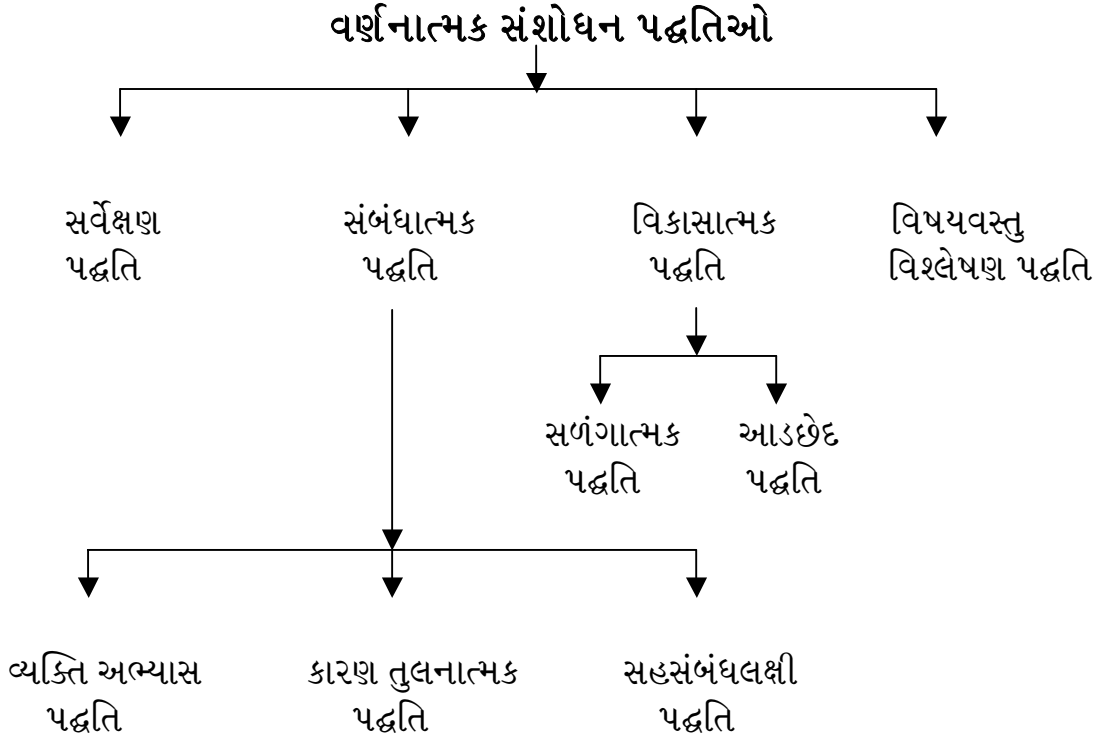 વર્ણનાત્મક સંશોધન પદ્ધતિઓ
સર્વેક્ષણ
પદ્ધતિ
સંબંધાત્મક
પદ્ધતિ
વિકાસાત્મક
પદ્ધતિ
વિષયવસ્તુ
વિશ્લેષણ પદ્ધતિ
સળંગાત્મક
પદ્ધતિ
આડછેદ
પદ્ધતિ
વ્યક્તિ અભ્યાસ
પદ્ધતિ
કારણ તુલનાત્મક
પદ્ધતિ
સહસંબંધલક્ષી
પદ્ધતિ